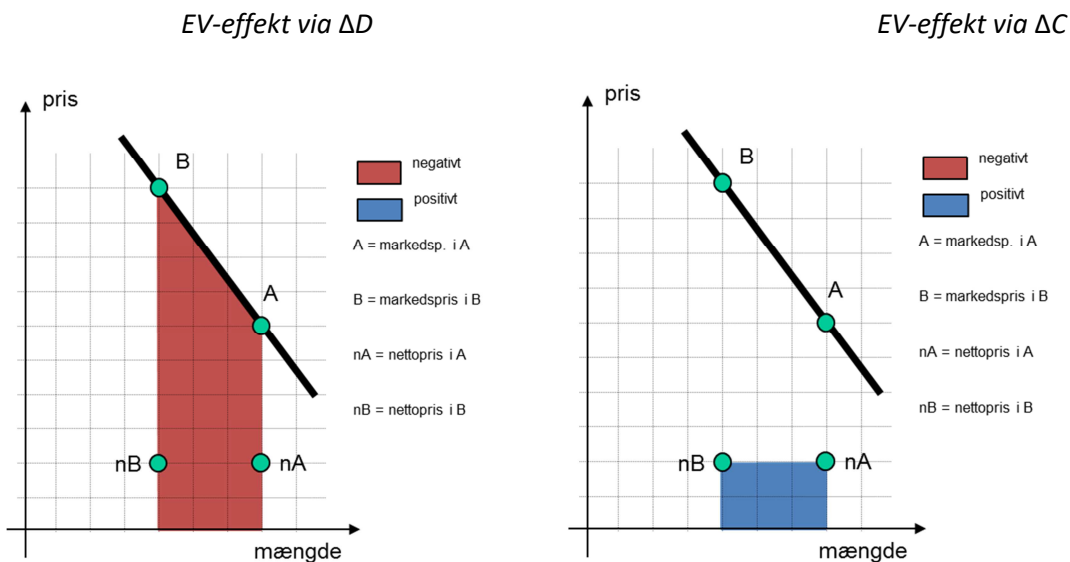 EV-effekt via ΔD
EV-effekt via ΔC
pris
B
A
nB
nA
mængde
negativt
positivt
A = markedsp. i A
B = markedspris i B
nA = nettopris i A
nB = nettopris i B
pris
B
A
nB
nA
mængde
negativt
positivt
A = markedsp. i A
B = markedspris i B
nA = nettopris i A
nB = nettopris i B